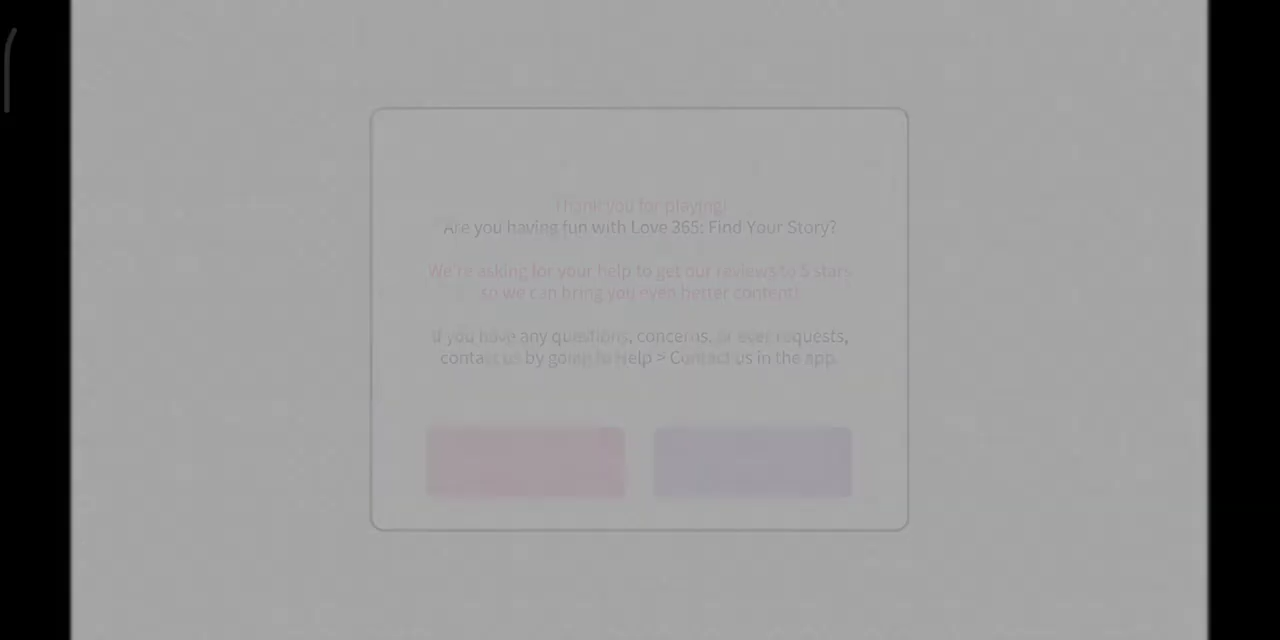 Thank you for playing!
Are you having fun with Love 365: Find Your Story?
We're asking for your help to get our reviews to 5 stars
so we can bring you even better content!
If you have any questions, concerns, or even requests,
contact us by going to Help > Contact us in the app.